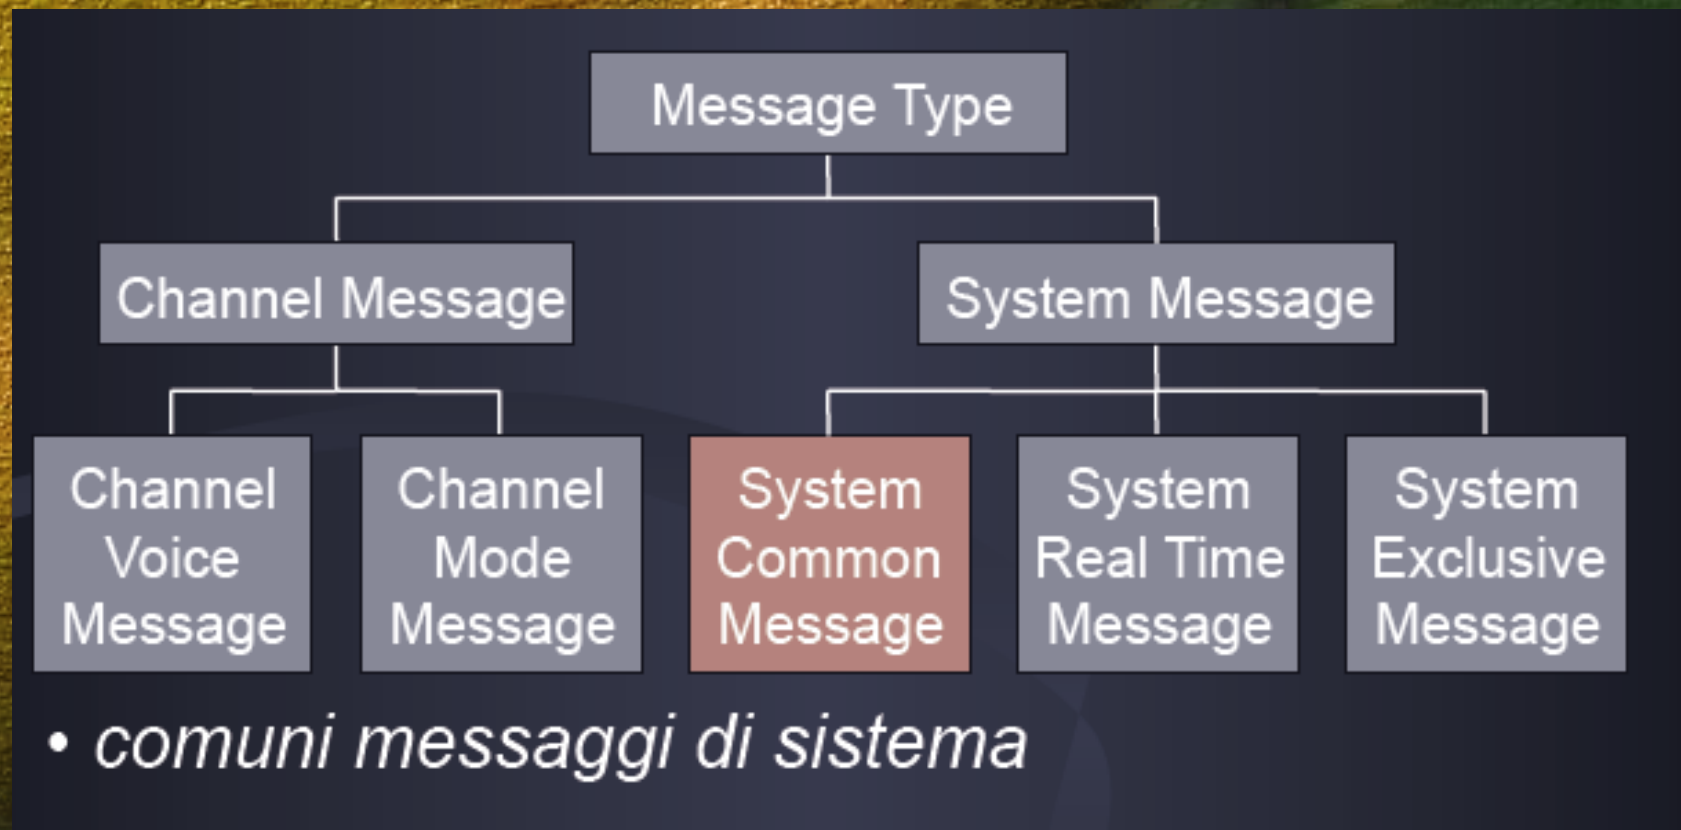 Message Type
Channel Message
System Message
Channel
Voice
Message
Channel
Mode
Message
System
Common
Message
System
Real Time
Message
System
Exclusive
Message
• comuni messaggi di sistema